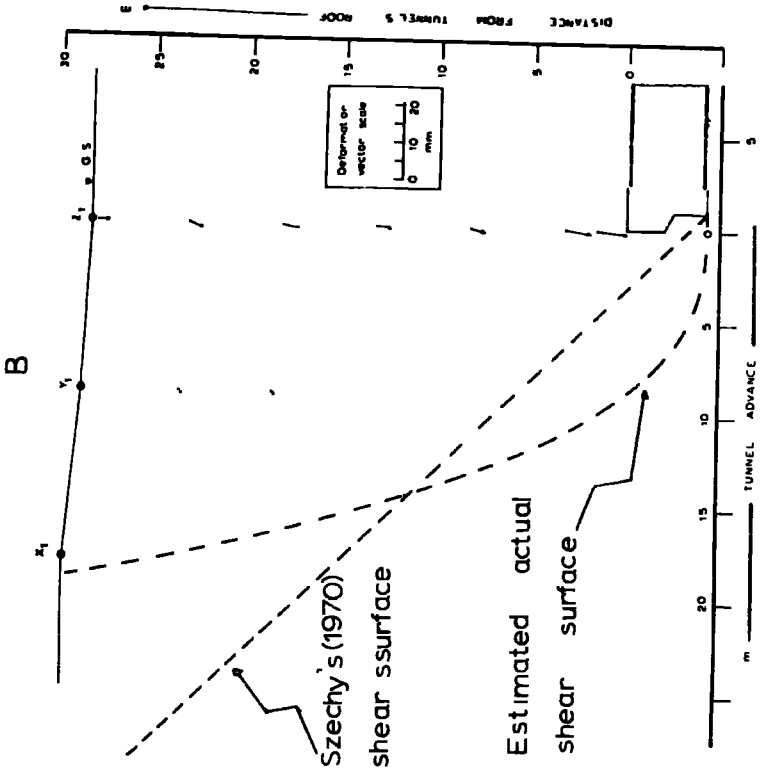 B
DISTANCE FROM TUNNEL S ROOF m
30
25
20
15
10
5
0
X₁
Y₁
Z₁
G S
Deformation
vector scale
0 10 20
mm
Szechy's (1970)
shear ssurface
Estimated actual
shear surface
20
15
10
5
0
5
m TUNNEL ADVANCE